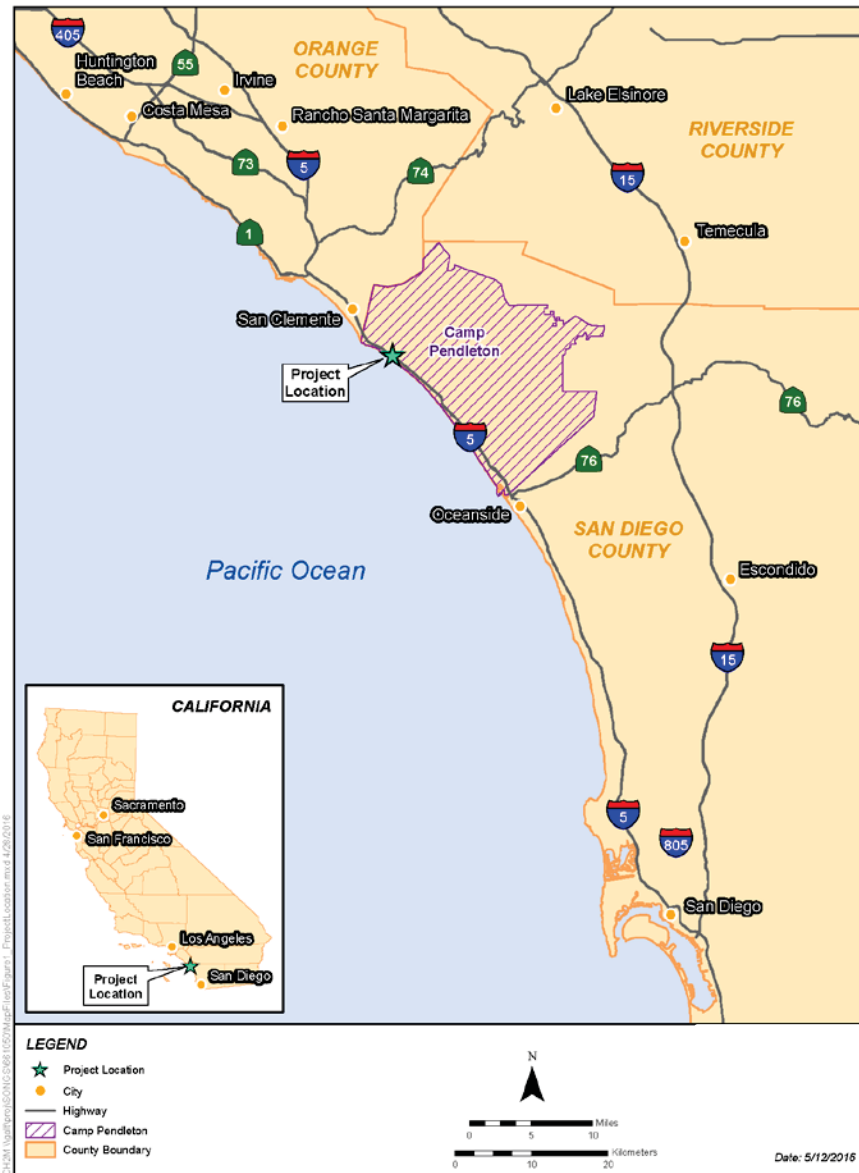 405
55
ORANGE
COUNTY
Huntington
Beach
Irvine
Costa Mesa
Rancho Santa Margarita
Lake Elsinore
RIVERSIDE
COUNTY
73
5
74
15
1
Temecula
San Clemente
Camp
Pendleton
Project
Location
76
5
76
Oceanside
SAN DIEGO
COUNTY
Pacific Ocean
Escondido
15
5
805
San Diego
CALIFORNIA
Sacramento
San Francisco
Los Angeles
Project
Location
San Diego
LEGEND
Project Location
City
Highway
Camp Pendleton
County Boundary
N
Miles
0 5 10
Kilometers
0 10 20
Date: 5/12/2016